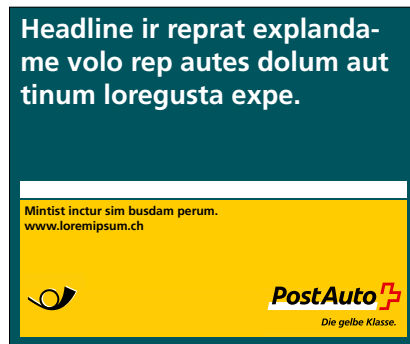 Headline ir reprat explanda-
me volo rep autes dolum aut
tinum loregusta expe.
Mintist inctur sim busdam perum.
www.loremipsum.ch
PostAuto
Die gelbe Klasse.